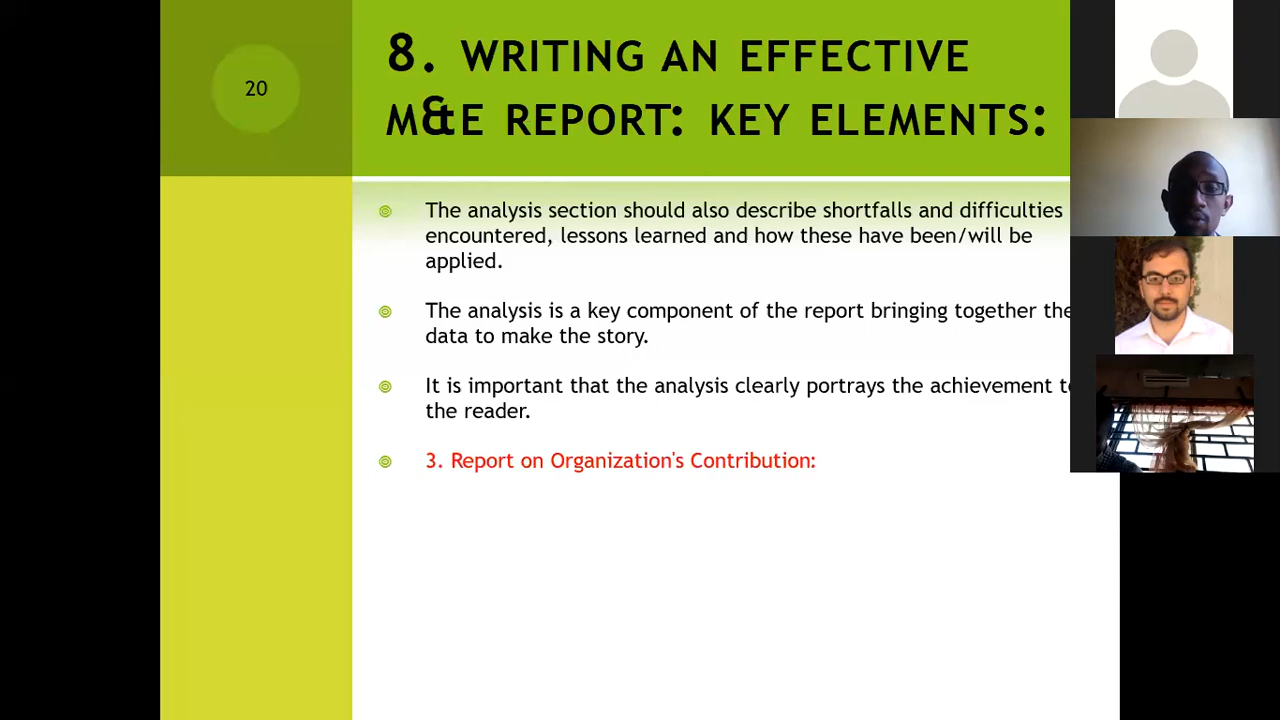 20
8. WRITING AN EFFECTIVE
M&E REPORT: KEY ELEMENTS:
The analysis section should also describe shortfalls and difficulties
encountered, lessons learned and how these have been/will be
applied.
The analysis is a key component of the report bringing together the
data to make the story.
It is important that the analysis clearly portrays the achievement to
the reader.
3. Report on Organization's Contribution: